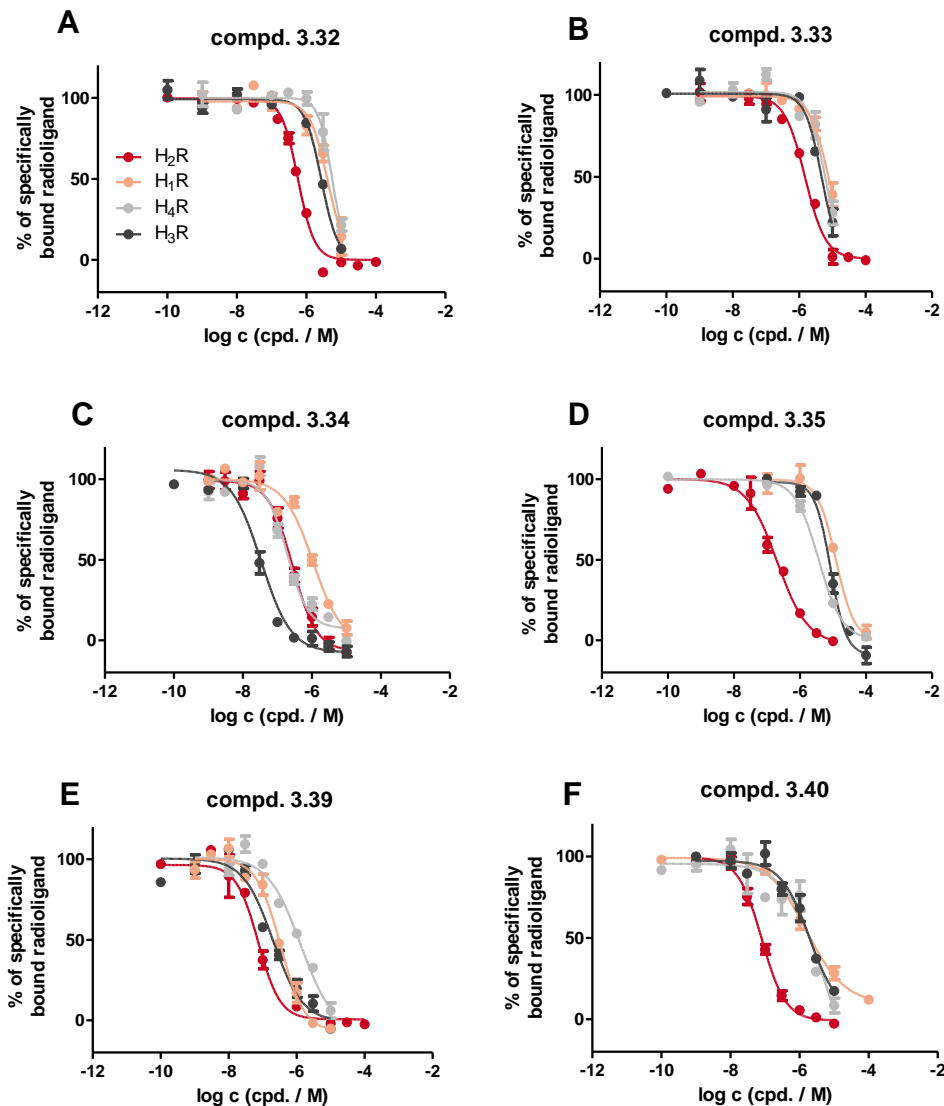 A
compd. 3.32
% of specifically
bound radioligand
100
50
0
H2R
H1R
H4R
H3R
-12 -10 -8 -6 -4 -2
log c (cpd. / M)
B
compd. 3.33
% of specifically
bound radioligand
100
50
0
-12 -10 -8 -6 -4 -2
log c (cpd. / M)
C
compd. 3.34
% of specifically
bound radioligand
100
50
0
-12 -10 -8 -6 -4 -2
log c (cpd. / M)
D
compd. 3.35
% of specifically
bound radioligand
100
50
0
-12 -10 -8 -6 -4 -2
log c (cpd. / M)
E
compd. 3.39
% of specifically
bound radioligand
100
50
0
-12 -10 -8 -6 -4 -2
log c (cpd. / M)
F
compd. 3.40
% of specifically
bound radioligand
100
50
0
-12 -10 -8 -6 -4 -2
log c (cpd. / M)